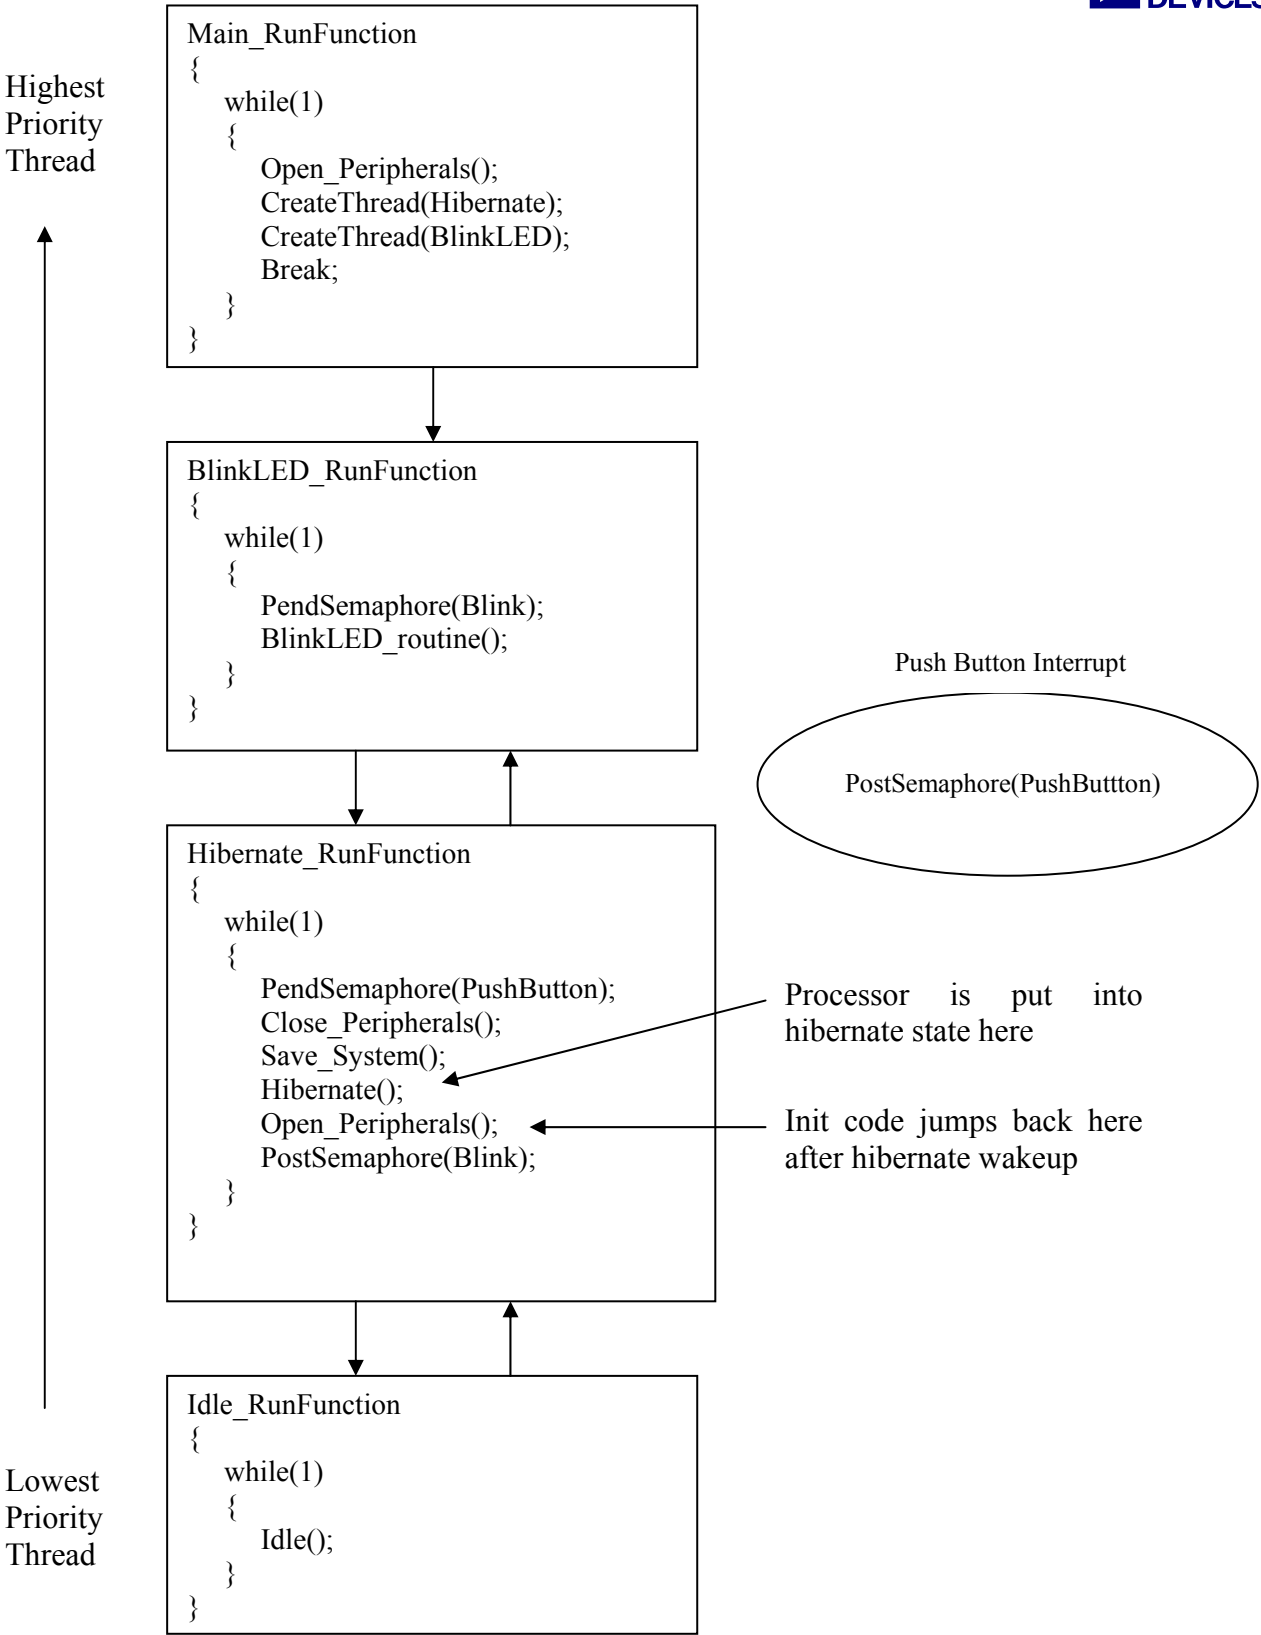 DEVICES
Highest
Priority
Thread
Main_RunFunction
{
while(1)
{
Open_Peripherals();
CreateThread(Hibernate);
CreateThread(BlinkLED);
Break;
}
}
BlinkLED_RunFunction
{
while(1)
{
PendSemaphore(Blink);
BlinkLED_routine();
}
}
Push Button Interrupt
PostSemaphore(PushButtton)
Hibernate_RunFunction
{
while(1)
{
PendSemaphore(PushButton);
Close_Peripherals();
Save_System();
Hibernate();
Open_Peripherals();
PostSemaphore(Blink);
}
}
Processor is put into
hibernate state here
Init code jumps back here
after hibernate wakeup
Idle_RunFunction
{
while(1)
{
Idle();
}
}
Lowest
Priority
Thread